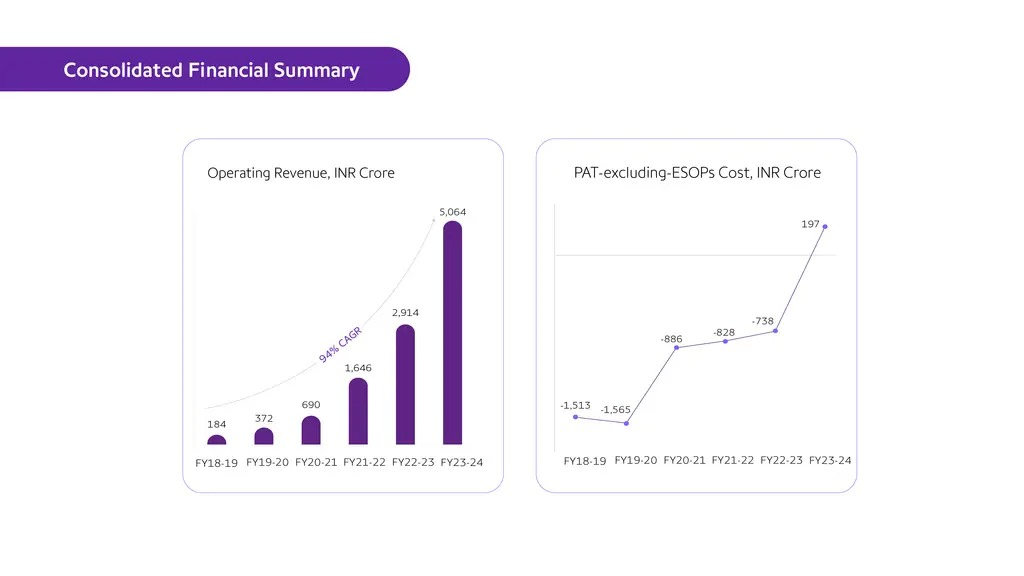 Consolidated Financial Summary
Operating Revenue, INR Crore
5,064
2,914
94% CAGR
1,646
690
372
184
FY18-19 FY19-20 FY20-21 FY21-22 FY22-23 FY23-24
PAT-excluding-ESOPs Cost, INR Crore
197
-738
-828
-886
-1,513
-1,565
FY18-19 FY19-20 FY20-21 FY21-22 FY22-23 FY23-24